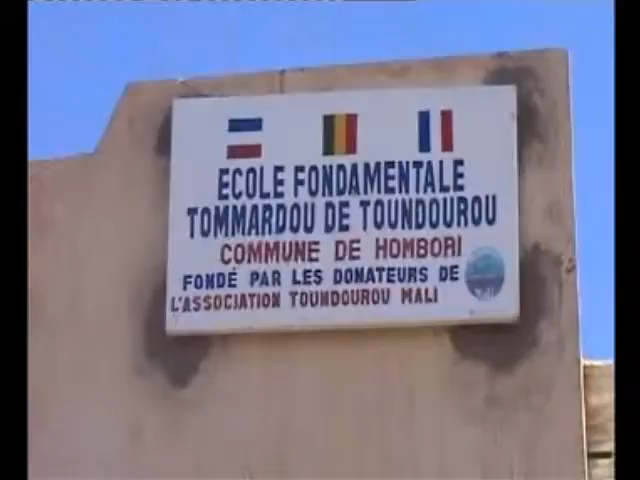 ECOLE FONDAMENTALE
TOMMARDOU DE TOUNDOUROU
COMMUNE DE HOMBORI
FONDÉ PAR LES DONATEURS DE
L'ASSOCIATION TOUNDOUROU MALI